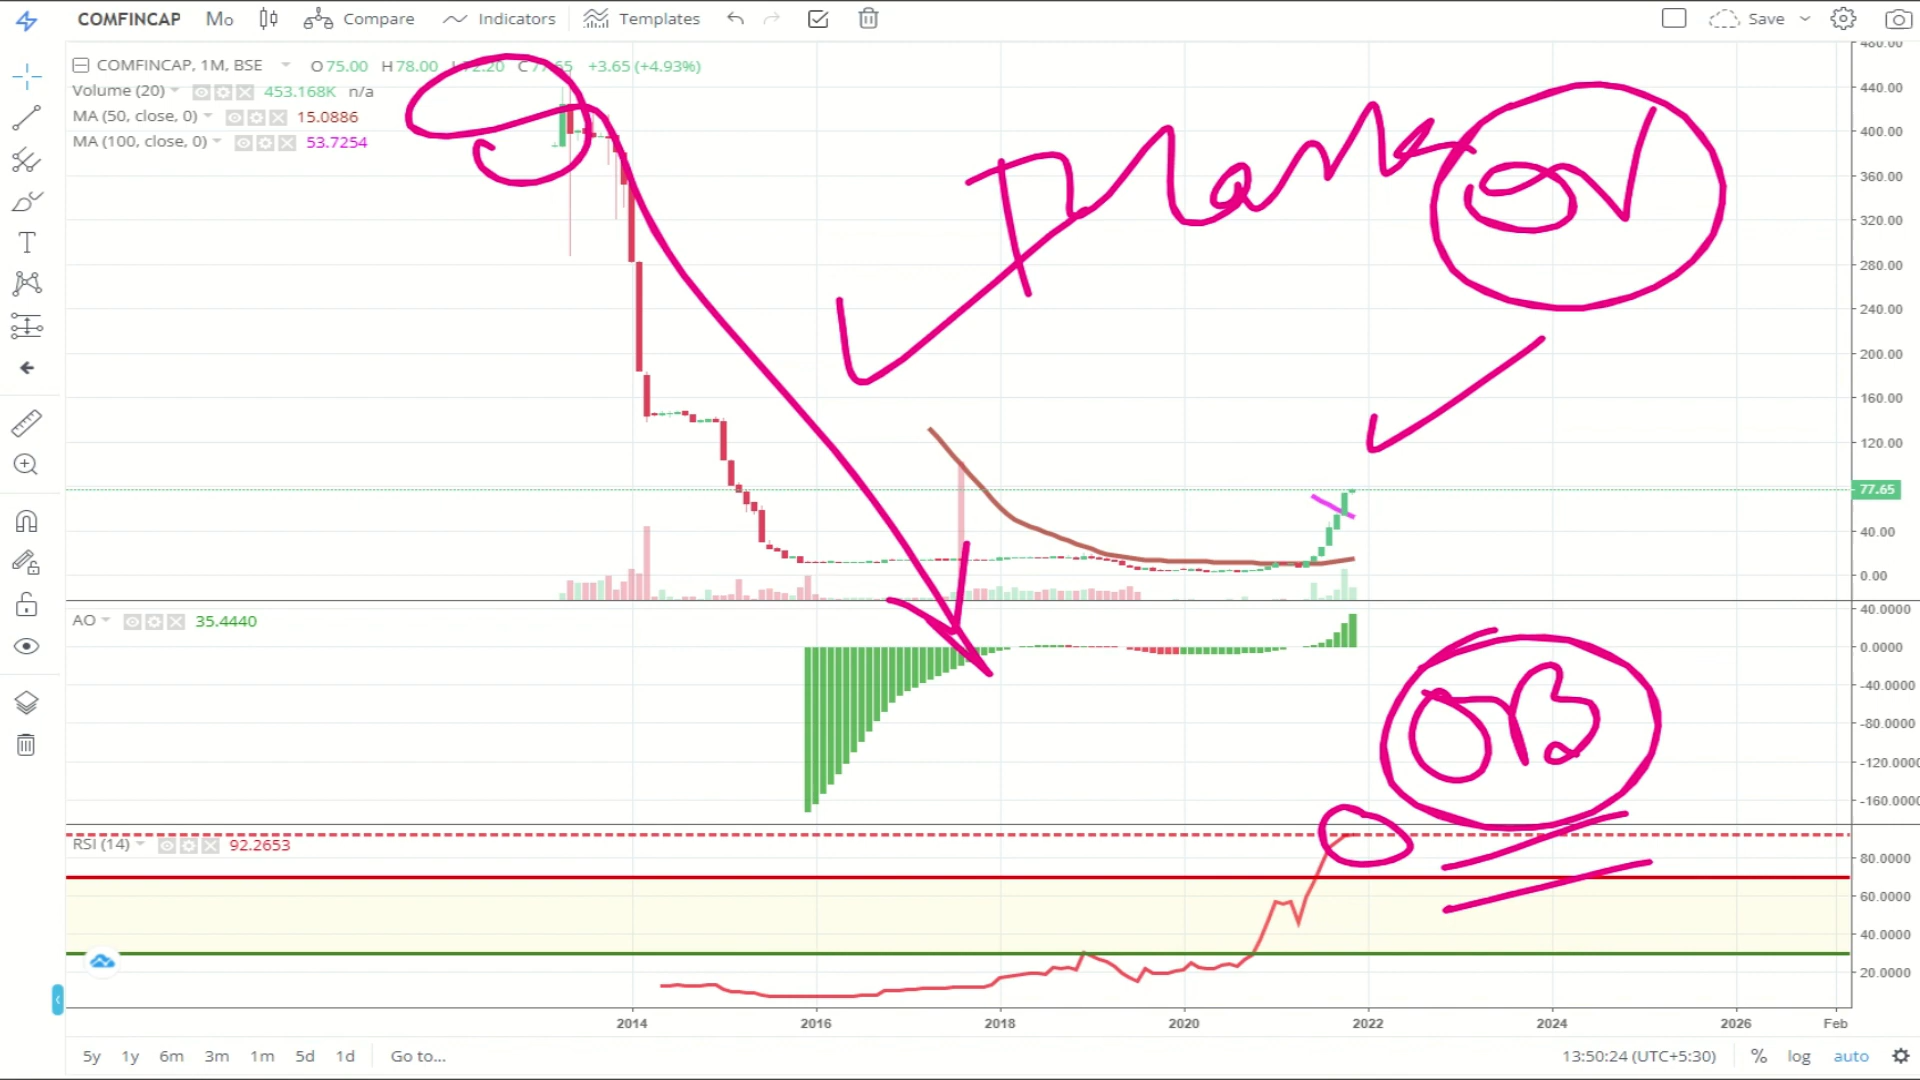 COMFINCAP Mo Compare Indicators Templates Save
COMFINCAP, 1M, BSE O75.00 H78.00 +3.65 (+4.93%)
Volume (20) 453.168K n/a
MA (50, close, 0) 15.0886
MA (100, close, 0) 53.7254
480.00
440.00
400.00
360.00
320.00
280.00
240.00
200.00
160.00
120.00
77.65
40.00
0.00
AO 35.4440
40.0000
0.0000
-40.0000
-80.0000
-120.0000
-160.0000
OB
RSI (14) 92.2653
80.0000
60.0000
40.0000
20.0000
2014 2016 2018 2020 2022 2024 2026 Feb
5y 1y 6m 3m 1m 5d 1d Go to... 13:50:24 (UTC+5:30) % log auto